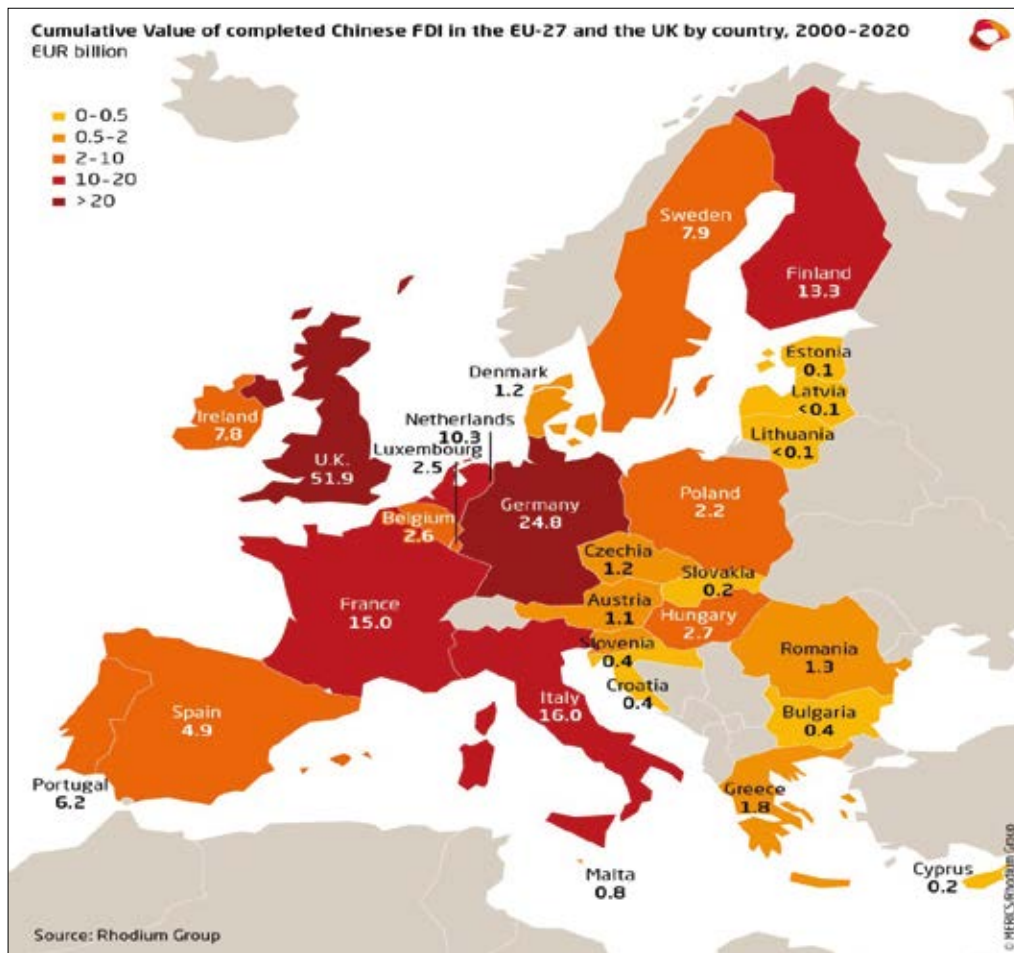 Cumulative Value of completed Chinese FDI in the EU-27 and the UK by country, 2000-2020
EUR billion
0-0.5
0.5-2
2-10
10-20
>20
Sweden
7.9
Finland
13.3
Estonia
0.1
Latvia
<0.1
Lithuania
<0.1
Denmark
1.2
Netherlands
10.3
Luxembourg
2.5
Ireland
7.8
U.K.
51.9
Belgium
2.6
Germany
24.8
Poland
2.2
Czechia
1.2
Slovakia
0.2
Austria
1.1
Hungary
2.7
France
15.0
Slovenia
0.4
Croatia
0.4
Romania
1.3
Italy
16.0
Bulgaria
0.4
Spain
4.9
Portugal
6.2
Greece
1.8
Malta
0.8
Cyprus
0.2
Source: Rhodium Group
© MERICS/Rhodium Group